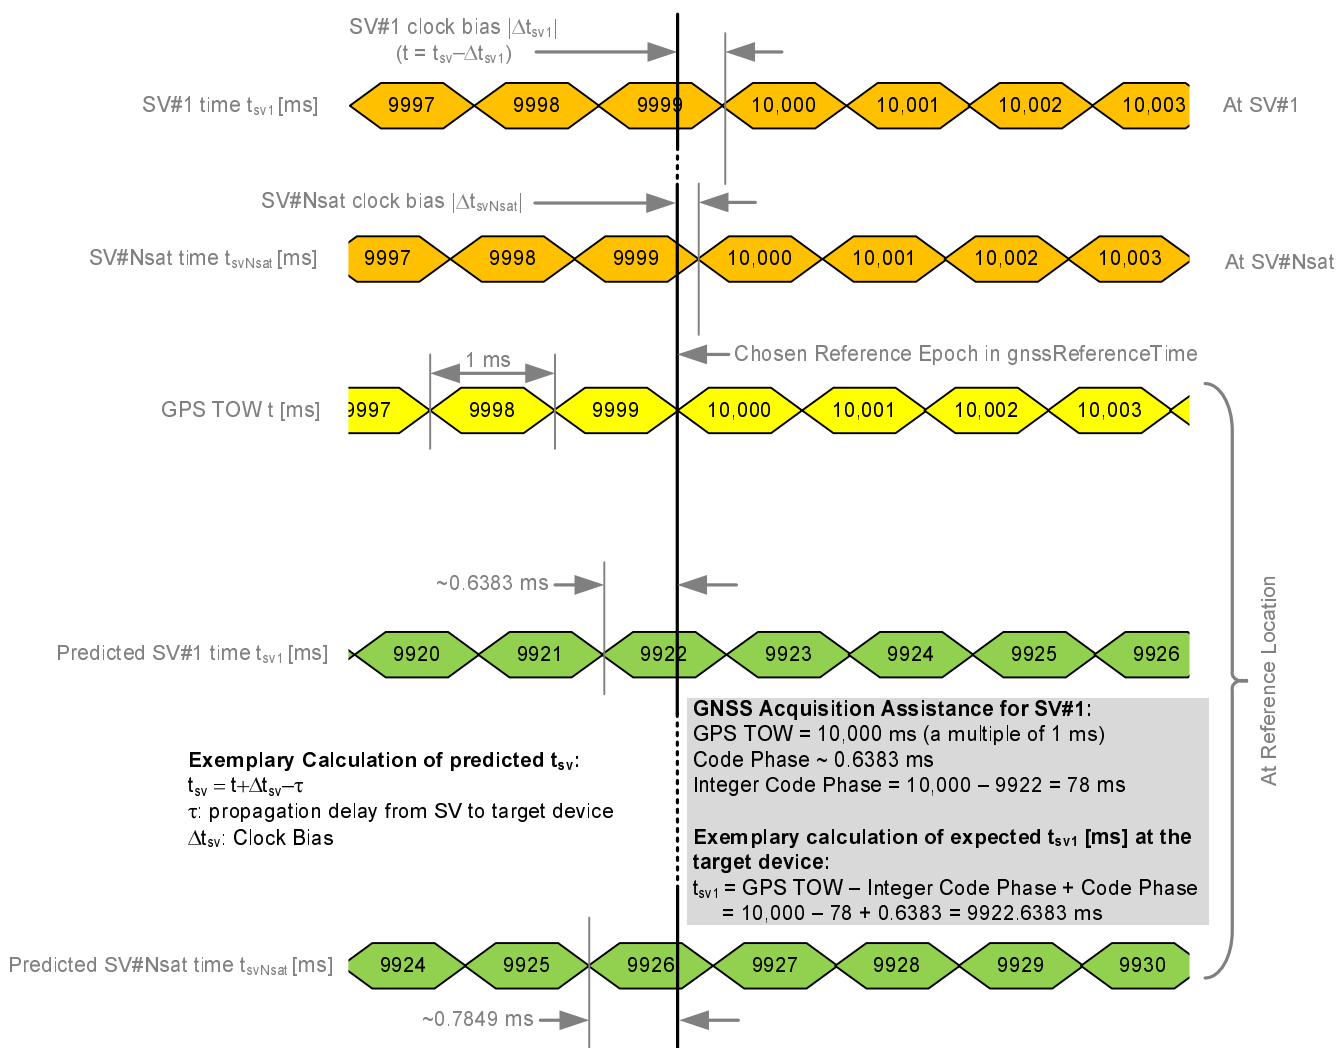 SV#1 clock bias |Δtsv1|
(t = tsv–Δtsv1)
SV#1 time tsv1 [ms]
9997 9998 9999 10,000 10,001 10,002 10,003
At SV#1
SV#Nsat clock bias |ΔtsvNsat|
SV#Nsat time tsvNsat [ms]
9997 9998 9999 10,000 10,001 10,002 10,003
At SV#Nsat
Chosen Reference Epoch in gnssReferenceTime
1 ms
GPS TOW t [ms]
9997 9998 9999 10,000 10,001 10,002 10,003
~0.6383 ms
Predicted SV#1 time tsv1 [ms]
9920 9921 9922 9923 9924 9925 9926
At Reference Location
GNSS Acquisition Assistance for SV#1:
GPS TOW = 10,000 ms (a multiple of 1 ms)
Code Phase ~ 0.6383 ms
Integer Code Phase = 10,000 – 9922 = 78 ms
Exemplary calculation of expected tsv1 [ms] at the
target device:
tsv1 = GPS TOW – Integer Code Phase + Code Phase
= 10,000 – 78 + 0.6383 = 9922.6383 ms
Exemplary Calculation of predicted tsv:
tsv = t+Δtsv–τ
τ: propagation delay from SV to target device
Δtsv: Clock Bias
Predicted SV#Nsat time tsvNsat [ms]
9924 9925 9926 9927 9928 9929 9930
~0.7849 ms